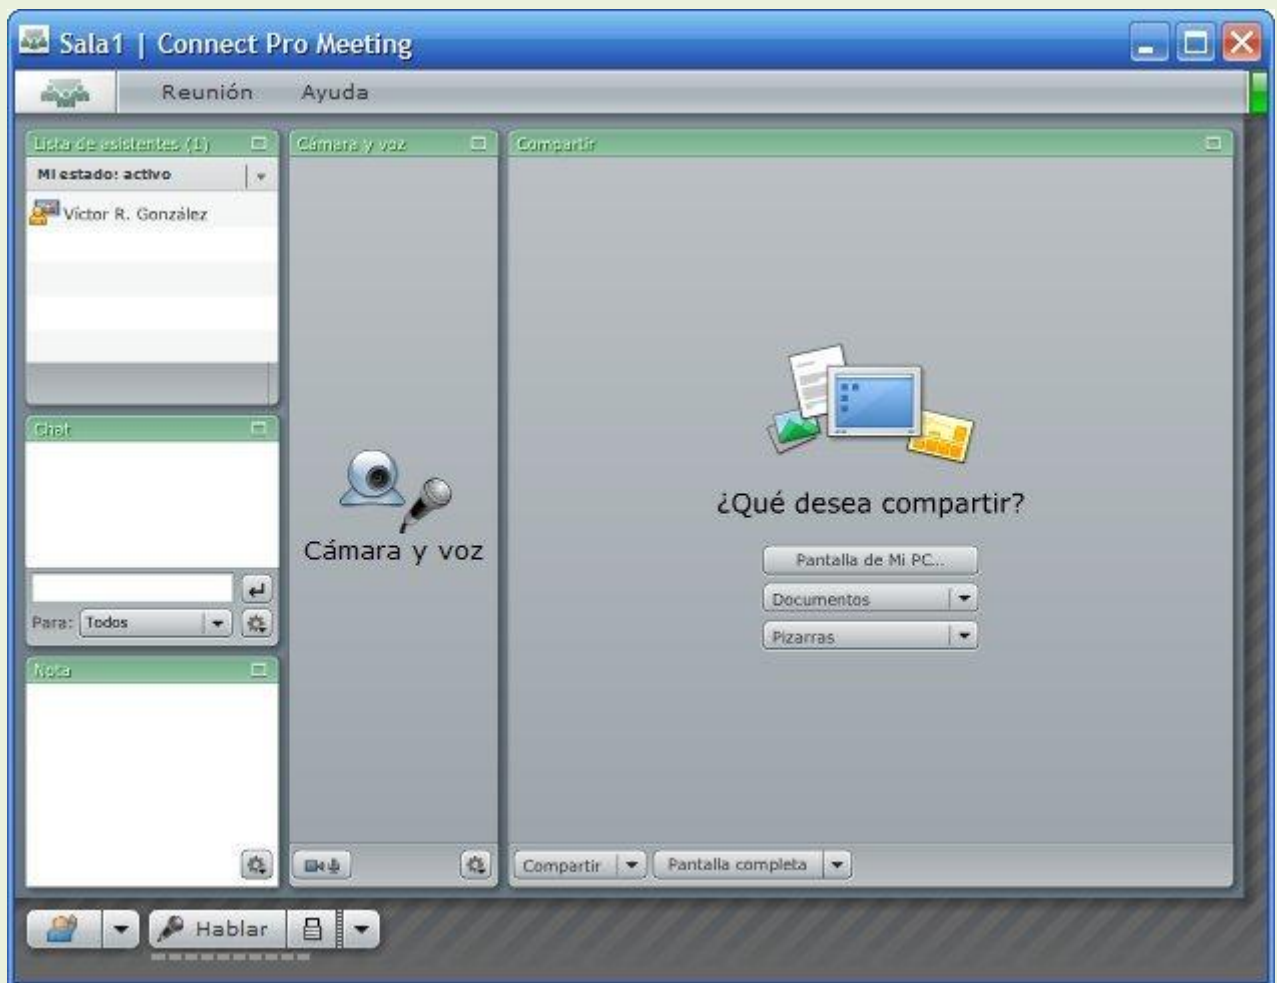 Sala1 | Connect Pro Meeting
Reunión Ayuda
Lista de asistentes (1)
Mi estado: activo
Víctor R. González
Chat
Para: Todos
Nota
Cámara y voz
Cámara y voz
Compartir
¿Qué desea compartir?
Pantalla de Mi PC...
Documentos
Pizarras
Compartir
Pantalla completa
Hablar